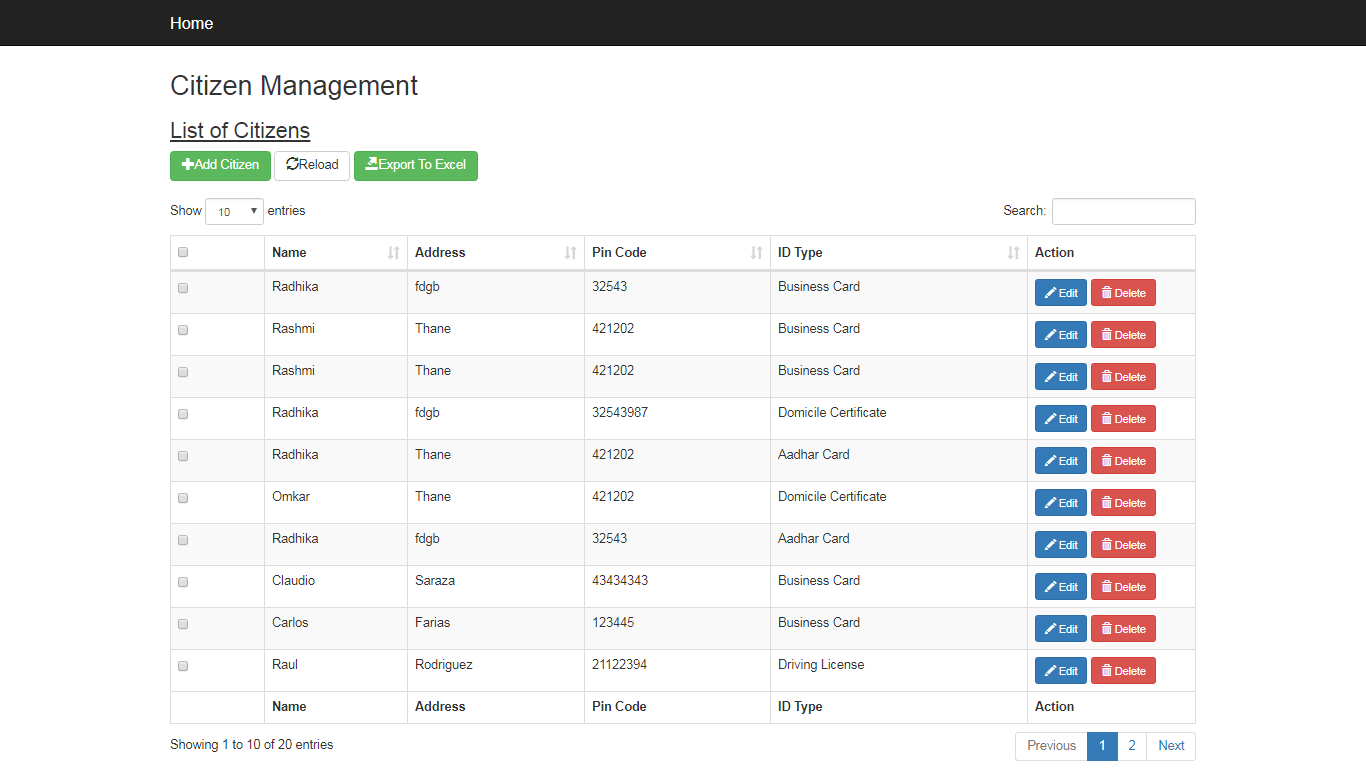 Home
Citizen Management
List of Citizens
Add Citizen Reload Export To Excel
Show 10 entries Search:
Name Address Pin Code ID Type Action
Radhika fdgb 32543 Business Card Edit Delete
Rashmi Thane 421202 Business Card Edit Delete
Rashmi Thane 421202 Business Card Edit Delete
Radhika fdgb 32543987 Domicile Certificate Edit Delete
Radhika Thane 421202 Aadhar Card Edit Delete
Omkar Thane 421202 Domicile Certificate Edit Delete
Radhika fdgb 32543 Aadhar Card Edit Delete
Claudio Saraza 43434343 Business Card Edit Delete
Carlos Farias 123445 Business Card Edit Delete
Raul Rodriguez 21122394 Driving License Edit Delete
Name Address Pin Code ID Type Action
Showing 1 to 10 of 20 entries Previous 1 2 Next